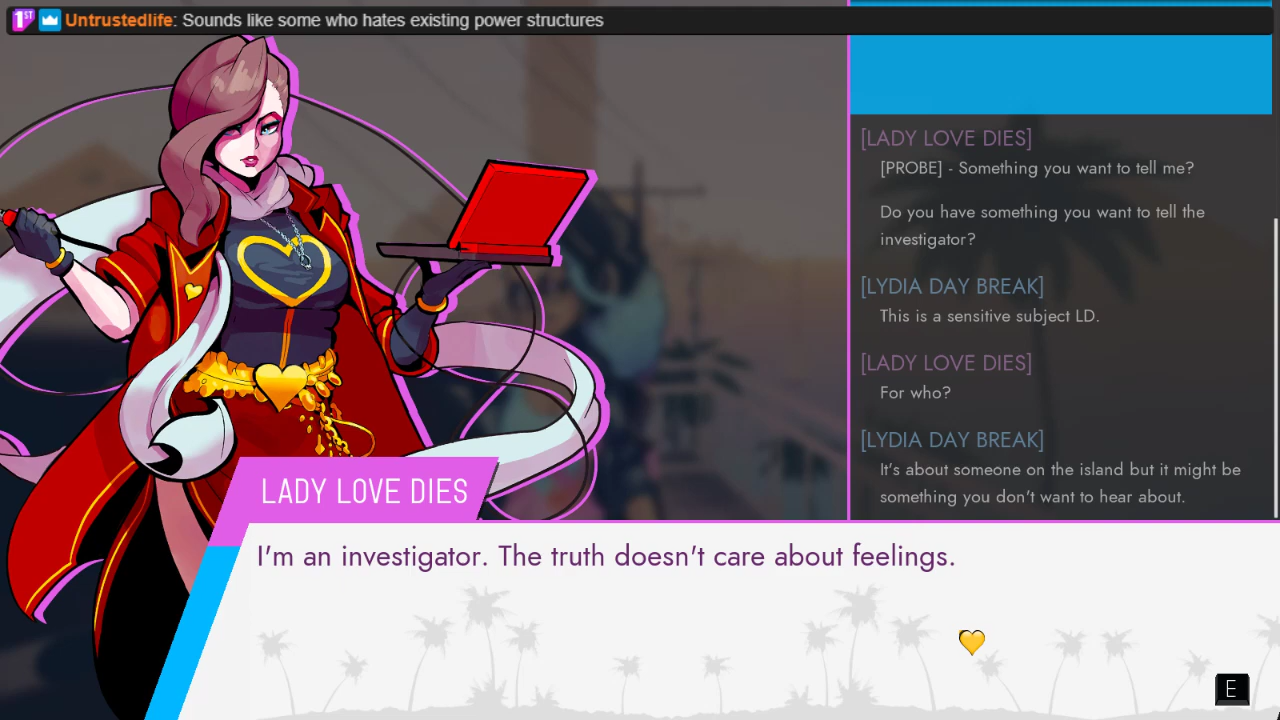 1ST Untrustedlife: Sounds like some who hates existing power structures
[LADY LOVE DIES]
[PROBE] - Something you want to tell me?
Do you have something you want to tell the
investigator?
[LYDIA DAY BREAK]
This is a sensitive subject LD.
[LADY LOVE DIES]
For who?
[LYDIA DAY BREAK]
It's about someone on the island but it might be
something you don't want to hear about.
LADY LOVE DIES
I'm an investigator. The truth doesn't care about feelings.
E